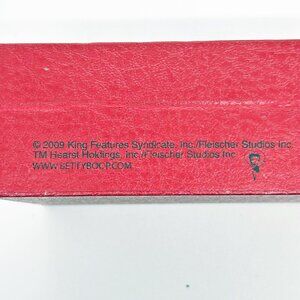 © 2009 King Features Syndicate, Inc./Fleischer Studios Inc.
TM Hearst Holdings, Inc./Fleischer Studios Inc.
WWW.BETTYBOOP.COM